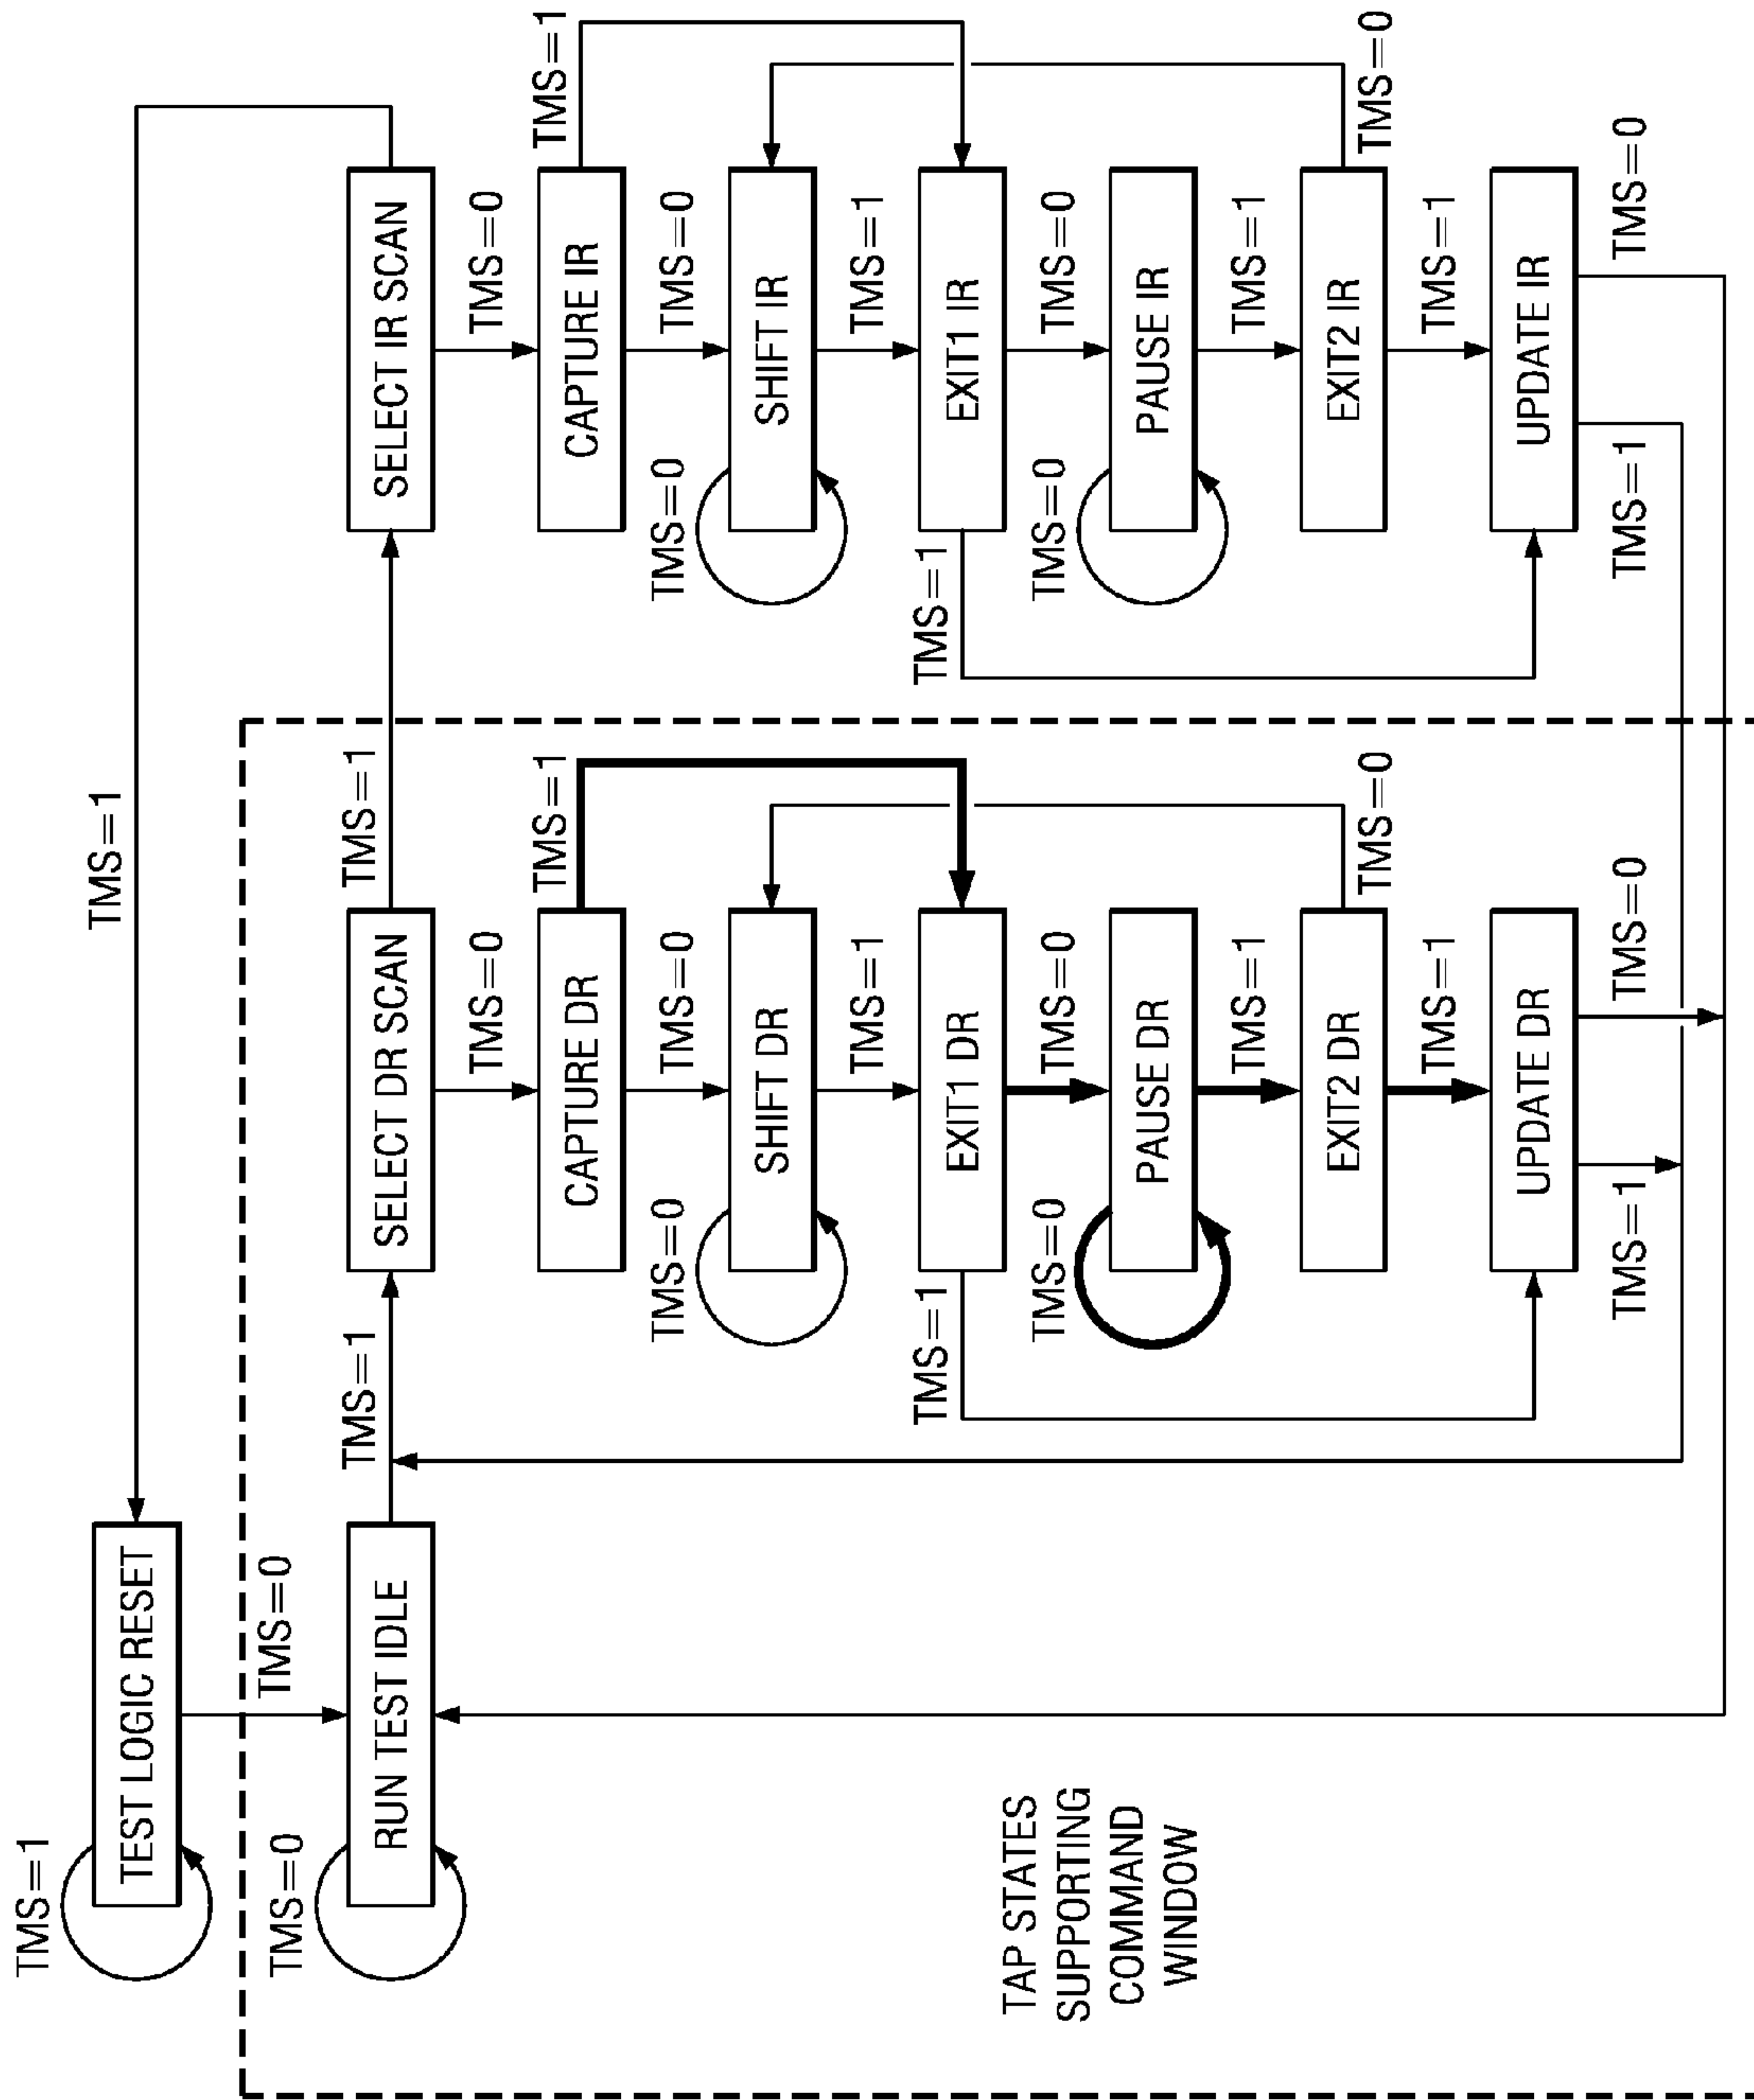 TMS=1
TMS=1
TEST LOGIC RESET
TMS=0
TMS=0
TMS=1
TMS=1
RUN TEST IDLE
SELECT DR SCAN
SELECT IR SCAN
TMS=0
TMS=0
TMS=1
TMS=1
CAPTURE DR
CAPTURE IR
TMS=0
TMS=0
TMS=0
TMS=0
SHIFT DR
SHIFT IR
TMS=1
TMS=1
TMS=1
TMS=1
EXIT1 DR
EXIT1 IR
TAP STATES
SUPPORTING
COMMAND
WINDOW
TMS=0
TMS=0
TMS=0
TMS=0
PAUSE DR
PAUSE IR
TMS=1
TMS=1
EXIT2 DR
EXIT2 IR
TMS=0
TMS=0
TMS=1
TMS=1
UPDATE DR
UPDATE IR
TMS=1
TMS=0
TMS=1
TMS=0